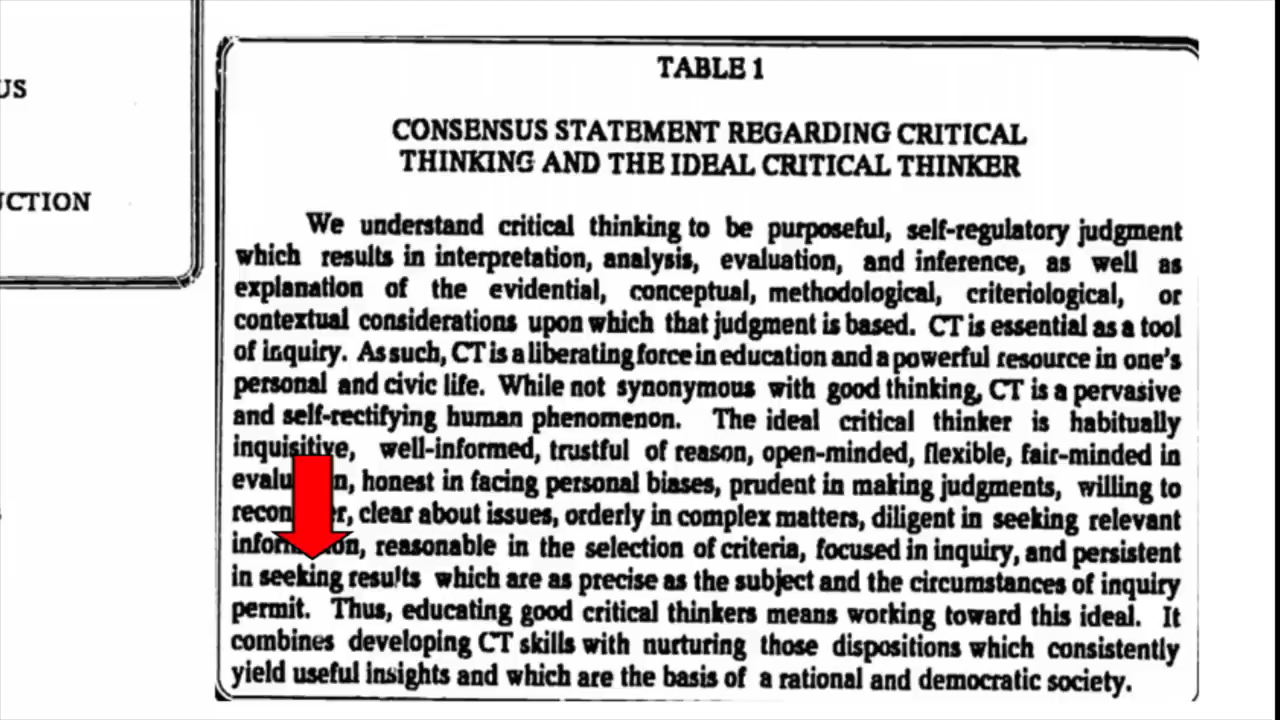 US
UCTION
TABLE 1
CONSENSUS STATEMENT REGARDING CRITICAL
THINKING AND THE IDEAL CRITICAL THINKER
We understand critical thinking to be purposeful, self-regulatory judgment
which results in interpretation, analysis, evaluation, and inference, as well as
explanation of the evidential, conceptual, methodological, criteriological, or
contextual considerations upon which that judgment is based. CT is essential as a tool
of inquiry. As such, CT is a liberating force in education and a powerful resource in one's
personal and civic life. While not synonymous with good thinking, CT is a pervasive
and self-rectifying human phenomenon. The ideal critical thinker is habitually
inquisitive, well-informed, trustful of reason, open-minded, flexible, fair-minded in
honest in facing personal biases, prudent in making judgments, willing to
clear about issues, orderly in complex matters, diligent in seeking relevant
reasonable in the selection of criteria, focused in inquiry, and persistent
in seeking results which are as precise as the subject and the circumstances of inquiry
permit. Thus, educating good critical thinkers means working toward this ideal. It
combines developing CT skills with nurturing those dispositions which consistently
yield useful insights and which are the basis of a rational and democratic society.